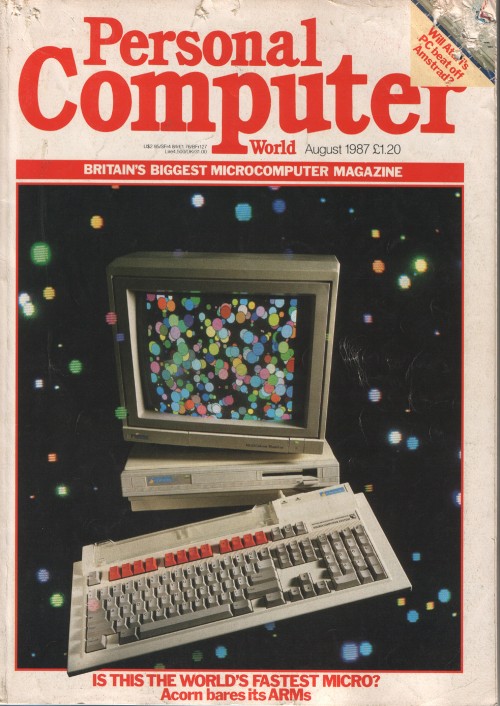 Will Atari's
PC beat off
Amstrad?
Personal
Computer
World
August 1987 £1.20
BRITAIN'S BIGGEST MICROCOMPUTER MAGAZINE
IS THIS THE WORLD'S FASTEST MICRO?
Acorn bares its ARMs